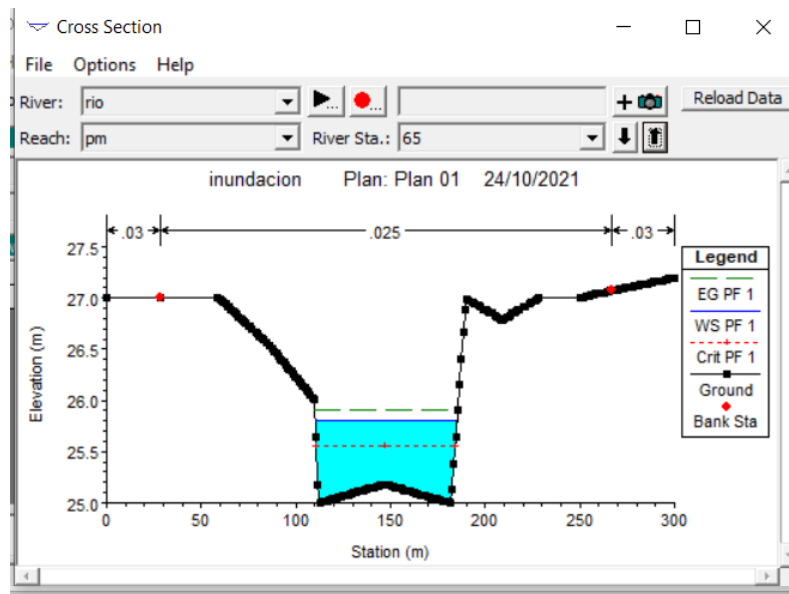 Cross Section
File Options Help
River: rio
Reload Data
Reach: pm River Sta.: 65
inundacion Plan: Plan 01 24/10/2021
.03 .025 .03
27.5
27.0
26.5
26.0
25.5
25.0
Elevation (m)
0 50 100 150 200 250 300
Station (m)
Legend
EG PF 1
WS PF 1
Crit PF 1
Ground
Bank Sta